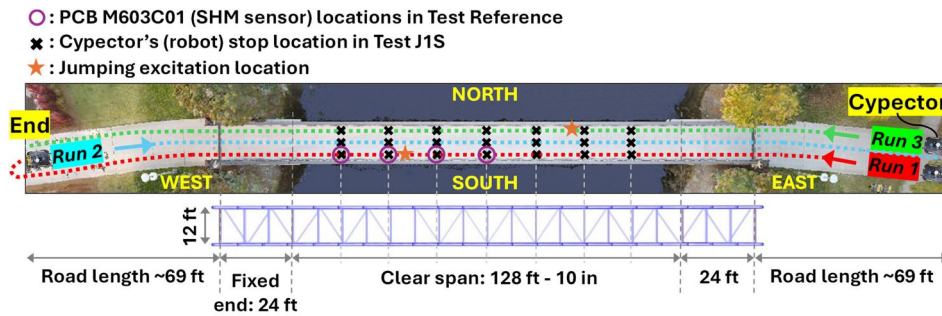 : PCB M603C01 (SHM sensor) locations in Test Reference
: Cypector's (robot) stop location in Test J1S
: Jumping excitation location
NORTH
Cypector
End
Run 2
Run 3
Run 1
WEST
SOUTH
EAST
12 ft
Road length ~69 ft
Fixed
end: 24 ft
Clear span: 128 ft - 10 in
24 ft
Road length ~69 ft